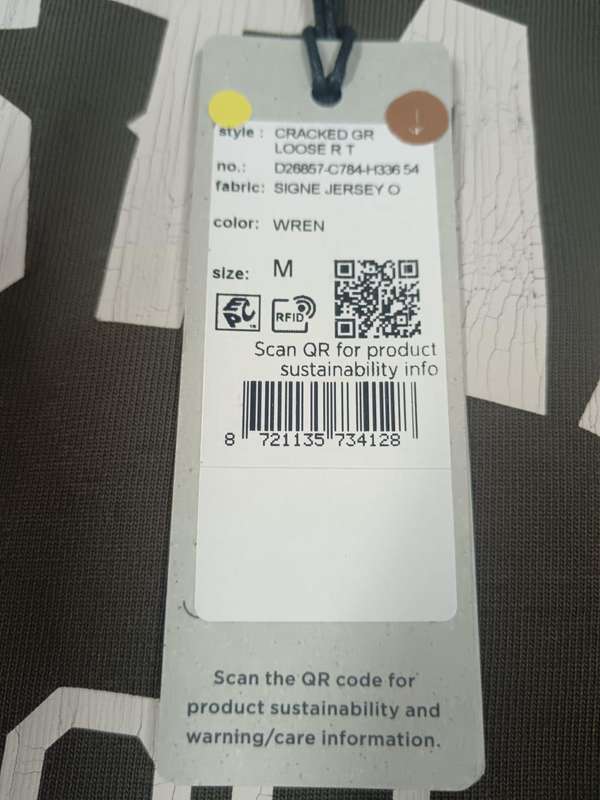 style : CRACKED GR
LOOSE R T
no.: D26857-C784-H336 54
fabric: SIGNE JERSEY O
color: WREN
size: M
EPC
RFID
Scan QR for product
sustainability info
8 721135 734128
Scan the QR code for
product sustainability and
warning/care information.